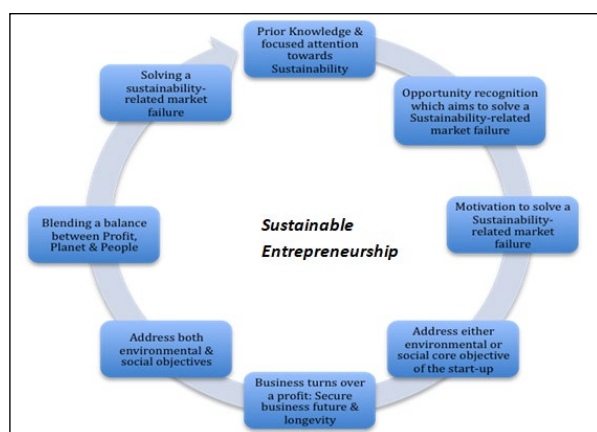 Prior Knowledge &
focused attention
towards
Sustainability
Opportunity recognition
which aims to solve a
Sustainability-related
market failure
Motivation to solve a
Sustainability-
related market
failure
Address either
environmental or
social core objective
of the start-up
Business turns over
a profit: Secure
business future &
longevity
Address both
environmental &
social objectives
Blending a balance
between Profit,
Planet & People
Solving a
sustainability-
related market
failure
Sustainable
Entrepreneurship